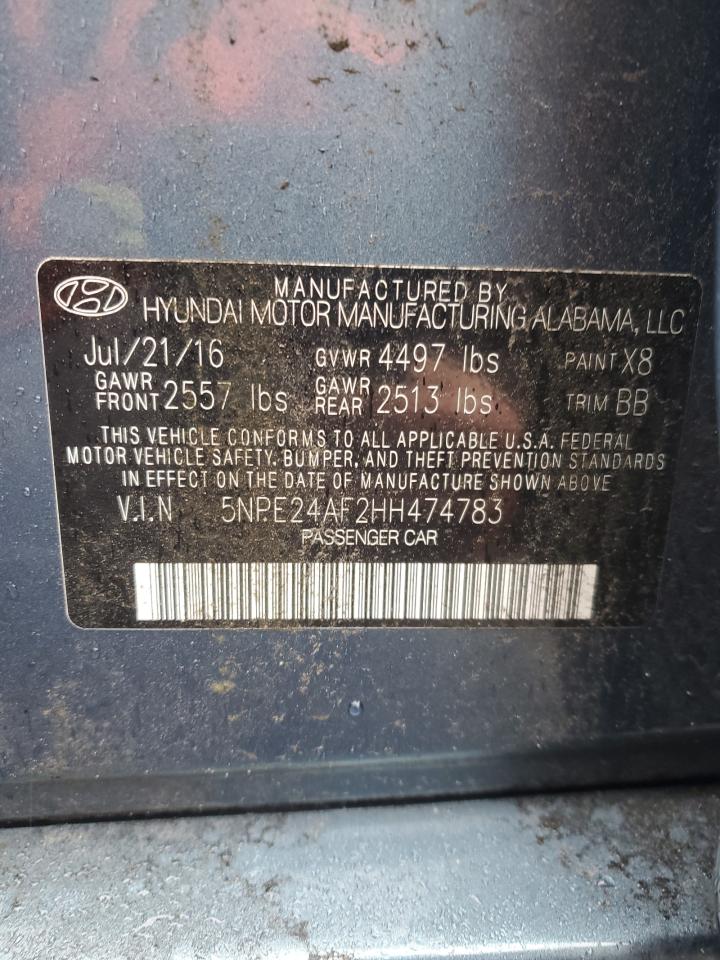 MANUFACTURED BY
HYUNDAI MOTOR MANUFACTURING ALABAMA, LLC
Jul/21/16 GVWR 4497 lbs PAINT X8
GAWR FRONT 2557 lbs GAWR REAR 2513 lbs TRIM BB
THIS VEHICLE CONFORMS TO ALL APPLICABLE U.S.A. FEDERAL
MOTOR VEHICLE SAFETY, BUMPER, AND THEFT PREVENTION STANDARDS
IN EFFECT ON THE DATE OF MANUFACTURE SHOWN ABOVE
V.I.N 5NPE24AF2HH474783
PASSENGER CAR